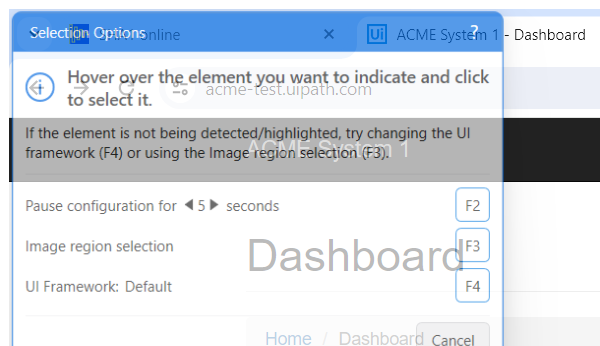 Selection Options
online
ACME System 1 - Dashboard
?
Hover over the element you want to indicate and click
to select it.
acme-test.uipath.com
If the element is not being detected/highlighted, try changing the UI
framework (F4) or using the Image region selection (F3).
ACME System 1
Pause configuration for 5 seconds
F2
Image region selection
F3
Dashboard
UI Framework: Default
F4
Home / Dashboard
Cancel